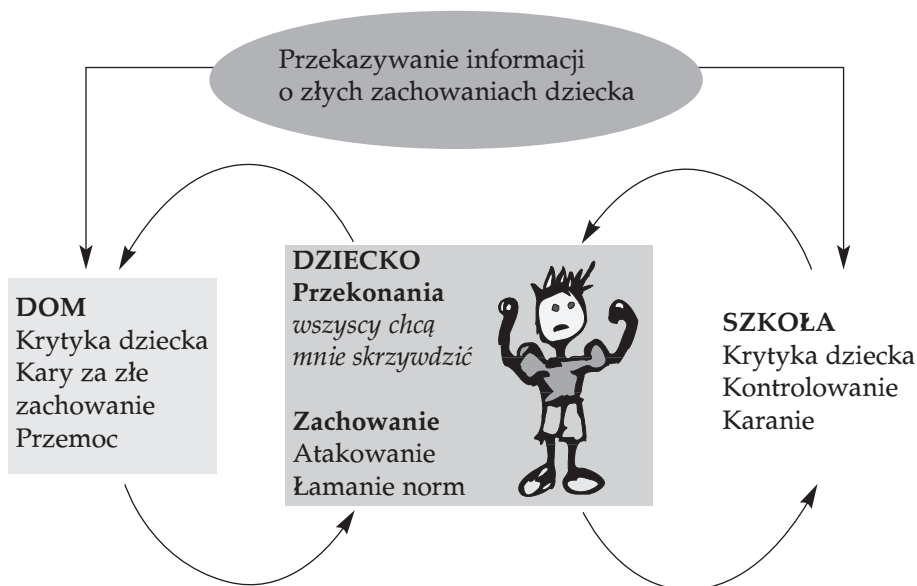 Przekazywanie informacji
o złych zachowaniach dziecka
DOM
Krytyka dziecka
Kary za złe
zachowanie
Przemoc
DZIECKO
Przekonania
wszyscy chcą
mnie skrzywdzić
Zachowanie
Atakowanie
Łamanie norm
SZKOŁA
Krytyka dziecka
Kontrolowanie
Karanie